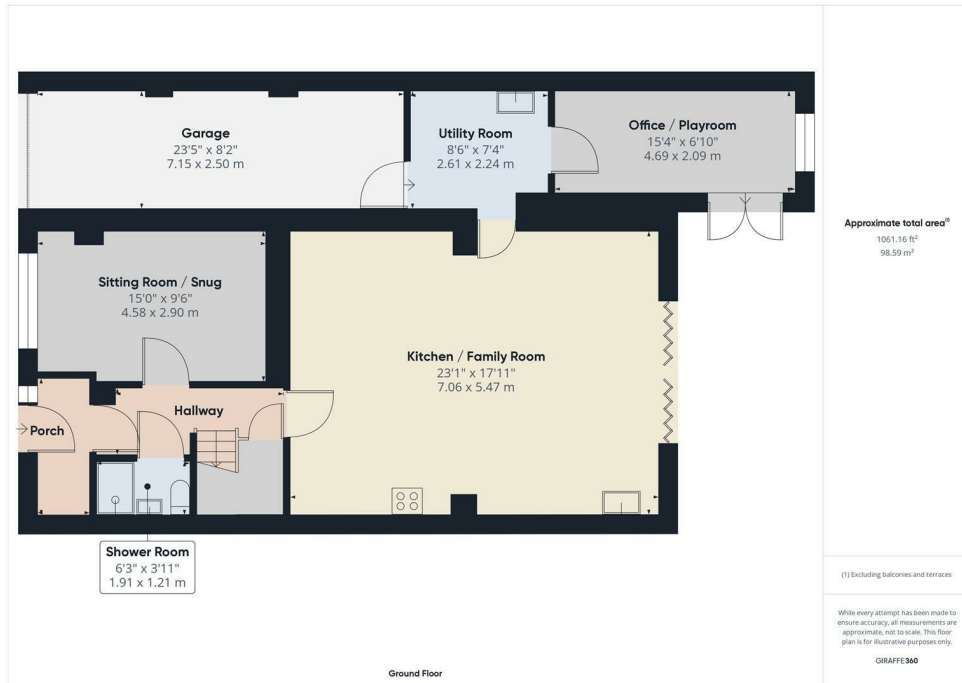 Garage
23'5" x 8'2"
7.15 x 2.50 m
Utility Room
8'6" x 7'4"
2.61 x 2.24 m
Office / Playroom
15'4" x 6'10"
4.69 x 2.09 m
Sitting Room / Snug
15'0" x 9'6"
4.58 x 2.90 m
Kitchen / Family Room
23'1" x 17'11"
7.06 x 5.47 m
Hallway
Porch
Shower Room
6'3" x 3'11"
1.91 x 1.21 m
Ground Floor
Approximate total area⁽¹⁾
1061.16 ft²
98.59 m²
(1) Excluding balconies and terraces
While every attempt has been made to
ensure accuracy, all measurements are
approximate, not to scale. This floor
plan is for illustrative purposes only.
GIRAFFE360